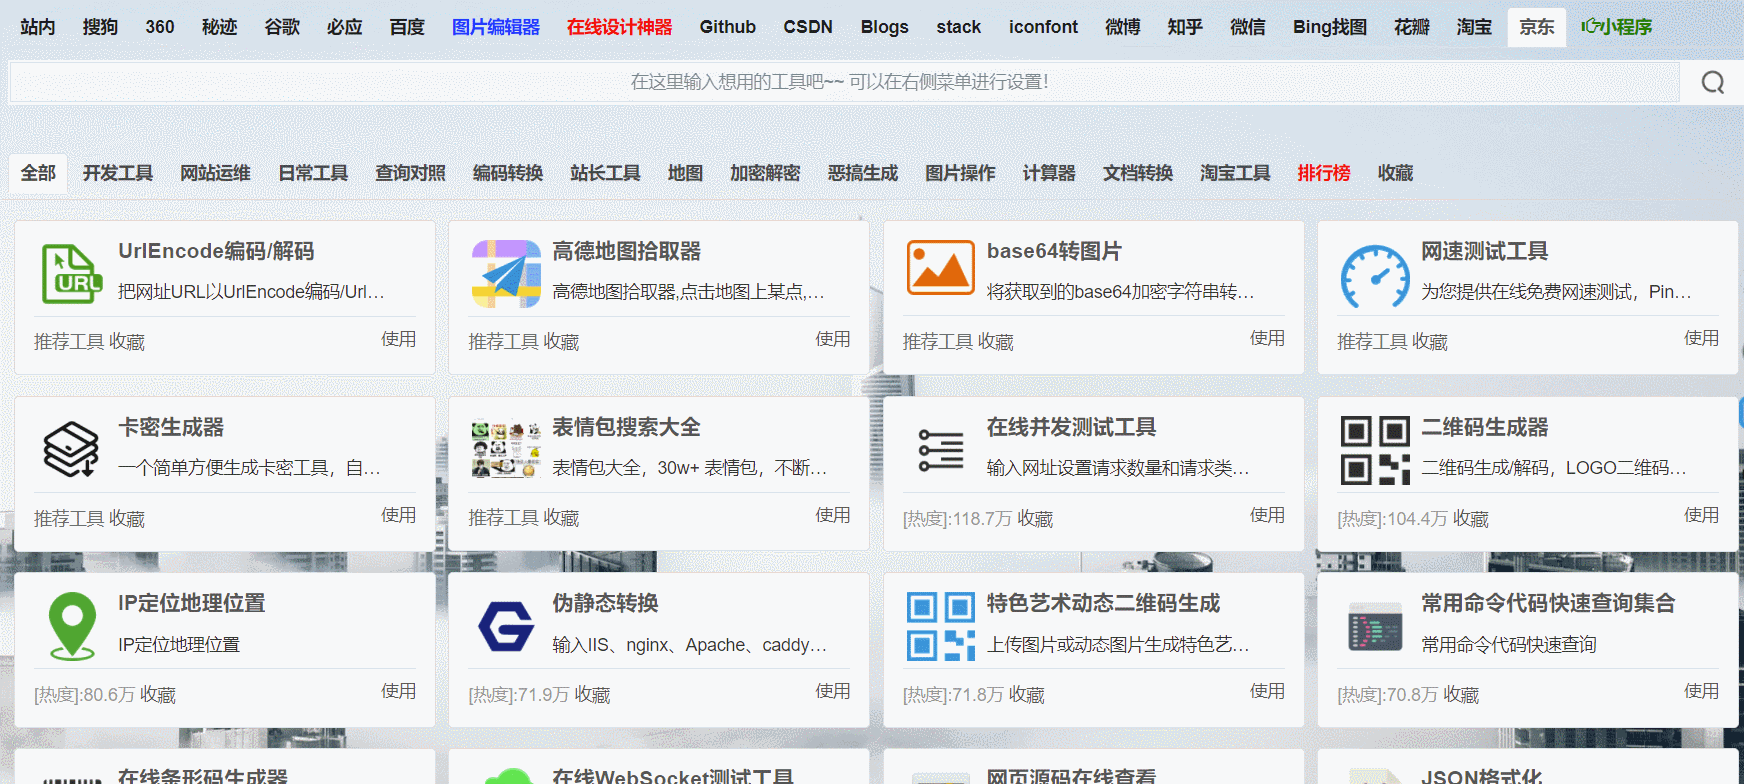 站内 搜狗 360 秘迹 谷歌 必应 百度 图片编辑器 在线设计神器 Github CSDN Blogs stack iconfont 微博 知乎 微信 Bing找图 花瓣 淘宝 京东 小程序
在这里输入想用的工具吧~~ 可以在右侧菜单进行设置!
全部 开发工具 网站运维 日常工具 查询对照 编码转换 站长工具 地图 加密解密 恶搞生成 图片操作 计算器 文档转换 淘宝工具 排行榜 收藏
URL
UrlEncode编码/解码
把网址URL以UrlEncode编码/Url...
推荐工具 收藏 使用
高德地图拾取器
高德地图拾取器,点击地图上某点,...
推荐工具 收藏 使用
base64转图片
将获取到的base64加密字符串转...
推荐工具 收藏 使用
网速测试工具
为您提供在线免费网速测试，Pin...
推荐工具 收藏 使用
卡密生成器
一个简单方便生成卡密工具，自...
推荐工具 收藏 使用
表情包搜索大全
表情包大全，30w+ 表情包，不断...
推荐工具 收藏 使用
在线并发测试工具
输入网址设置请求数量和请求类...
[热度]:118.7万 收藏 使用
二维码生成器
二维码生成/解码，LOGO二维码...
[热度]:104.4万 收藏 使用
IP定位地理位置
IP定位地理位置
[热度]:80.6万 收藏 使用
伪静态转换
输入IIS、nginx、Apache、caddy...
[热度]:71.9万 收藏 使用
特色艺术动态二维码生成
上传图片或动态图片生成特色艺...
[热度]:71.8万 收藏 使用
常用命令代码快速查询集合
常用命令代码快速查询
[热度]:70.8万 收藏 使用
在线条形码生成器
在线WebSocket测试工具
网页源码在线查看
JSON格式化